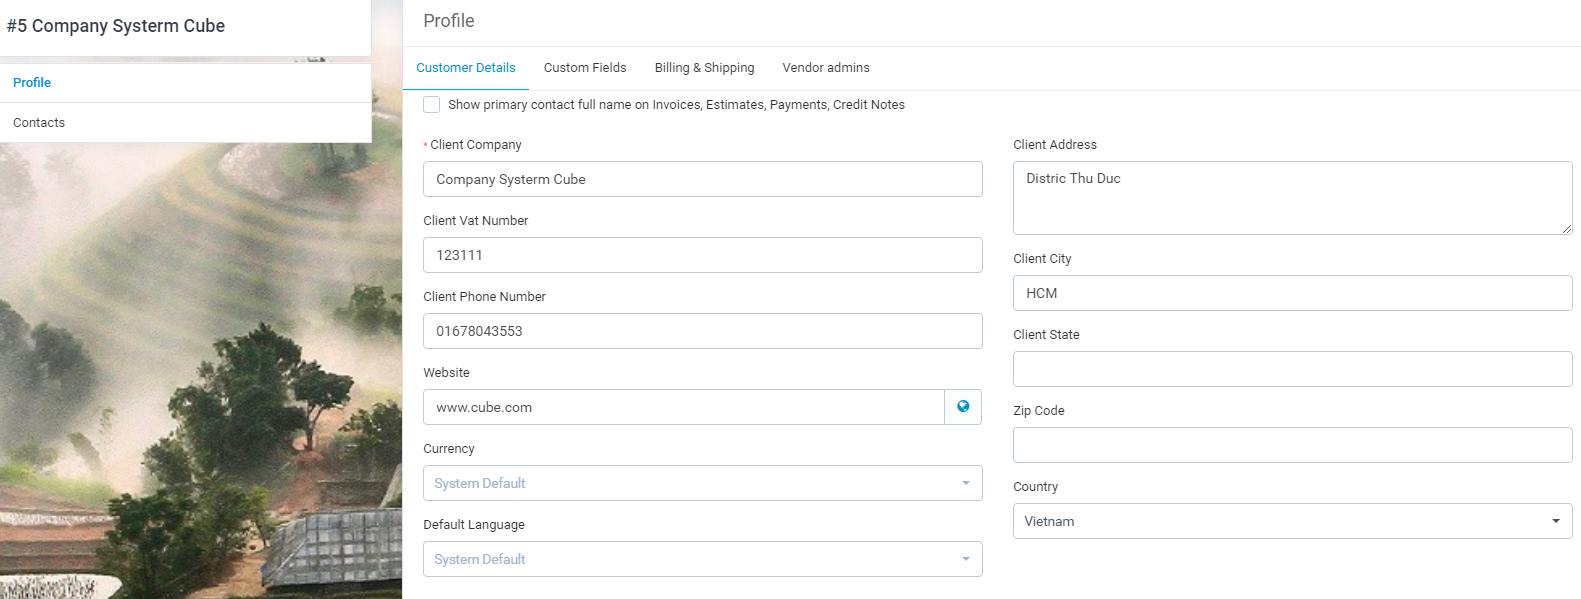 #5 Company Systerm Cube
Profile
Contacts
Profile
Customer Details
Custom Fields
Billing & Shipping
Vendor admins
Show primary contact full name on Invoices, Estimates, Payments, Credit Notes
* Client Company
Company Systerm Cube
Client Vat Number
123111
Client Phone Number
01678043553
Website
www.cube.com
Currency
System Default
Default Language
System Default
Client Address
Distric Thu Duc
Client City
HCM
Client State
Zip Code
Country
Vietnam